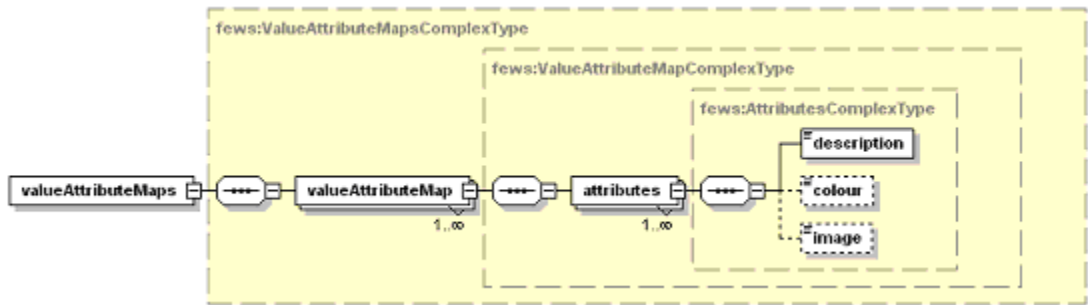 fews:ValueAttributeMapsComplexType
fews:ValueAttributeMapComplexType
fews:AttributesComplexType
description
valueAttributeMaps
valueAttributeMap
attributes
colour
1..∞
1..∞
image